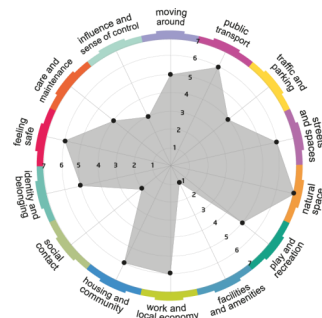 moving
around
public
transport
traffic and
parking
streets
and spaces
natural
space
play and
recreation
facilities
and amenities
work and
local economy
housing and
community
social
contact
identity and
belonging
feeling
safe
care and
maintenance
influence and
sense of control
7
6
5
4
3
2
1
7 6 5 4 3 2 1
1
2
3
4
5
6
7